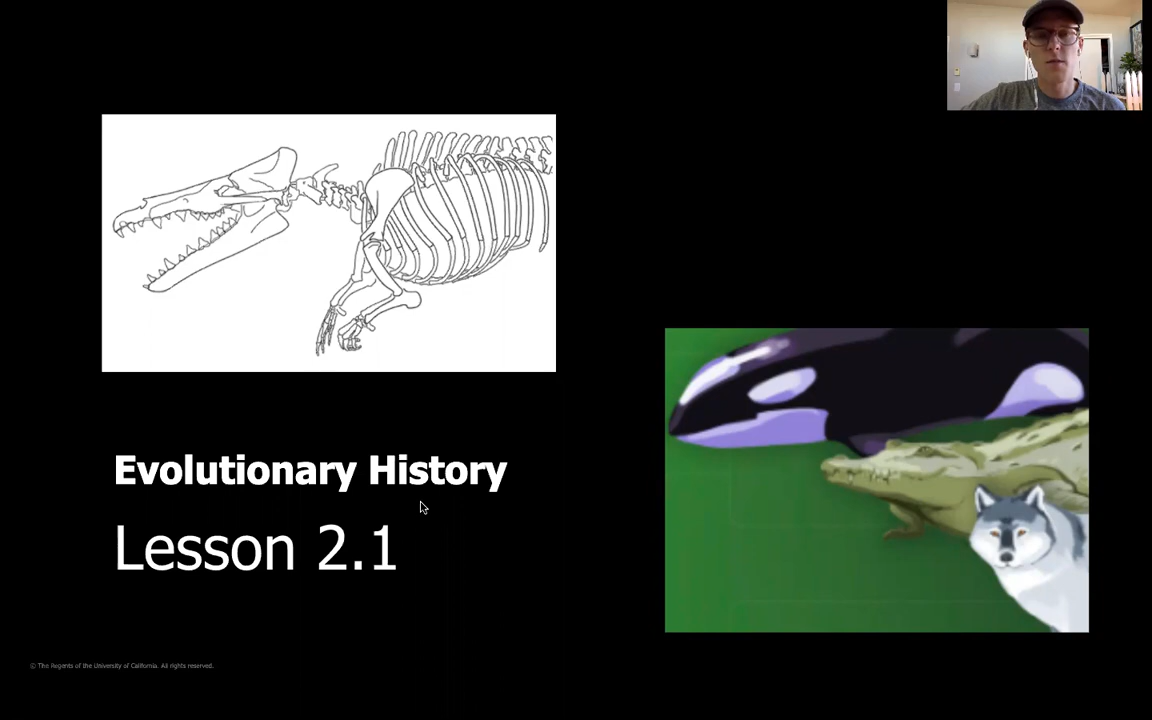 Evolutionary History
Lesson 2.1
© The Regents of the University of California. All rights reserved.